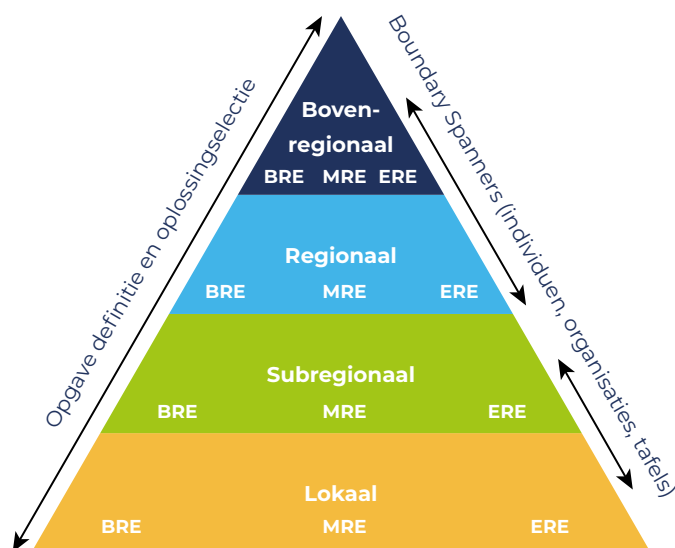 Opgave definitie en oplossingselectie
Boundary Spanners (individuen, organisaties, tafels)
Boven-
regionaal
BRE MRE ERE
Regionaal
BRE MRE ERE
Subregionaal
BRE MRE ERE
Lokaal
BRE MRE ERE